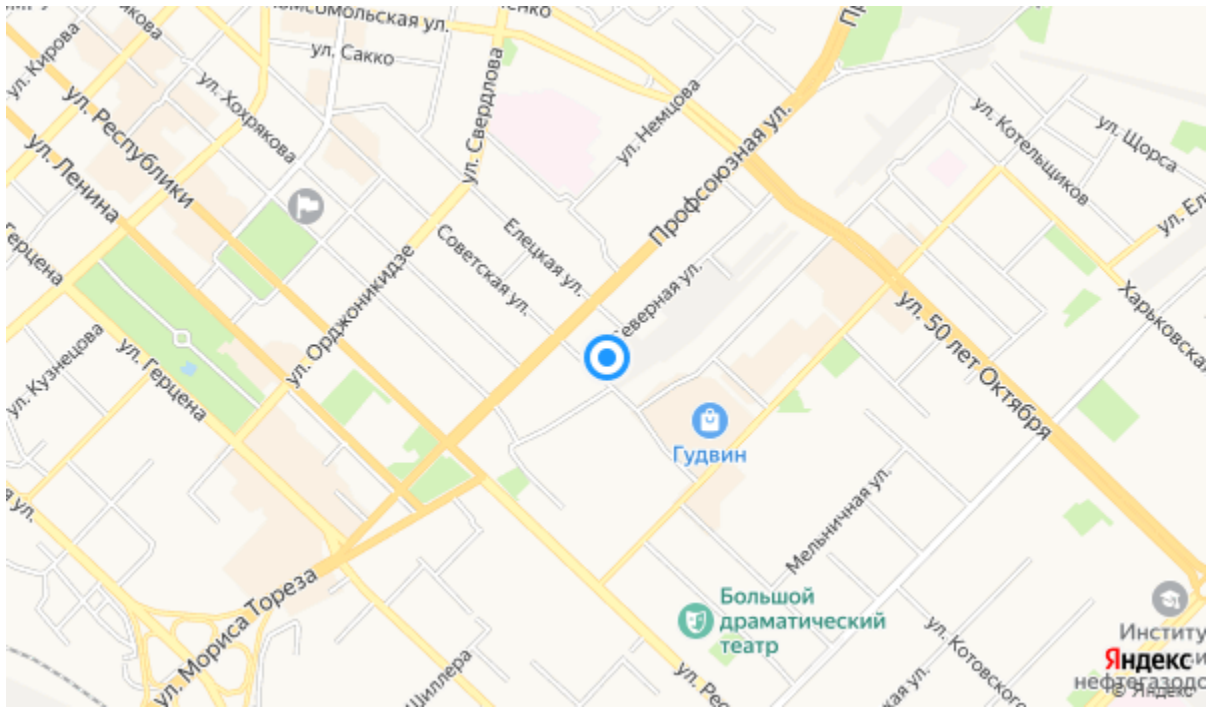 Комсомольская ул.
ул. Сакко
ул. Кирова
ул. Хохрякова
ул. Республики
ул. Ленина
ул. Свердлова
ул. Немцова
Профсоюзная ул.
ул. Котельщиков
ул. Щорса
Герцена
Елецкая ул.
Советская ул.
Северная ул.
ул. Орджоникидзе
ул. 50 лет Октября
Харьковская
ул. Кузнецова
ул. Герцена
Гудвин
Мельничная ул.
ул. Мориса Тореза
Большой
драматический
театр
Шиллера
ул. Котовского
Яндекс
© Яндекс